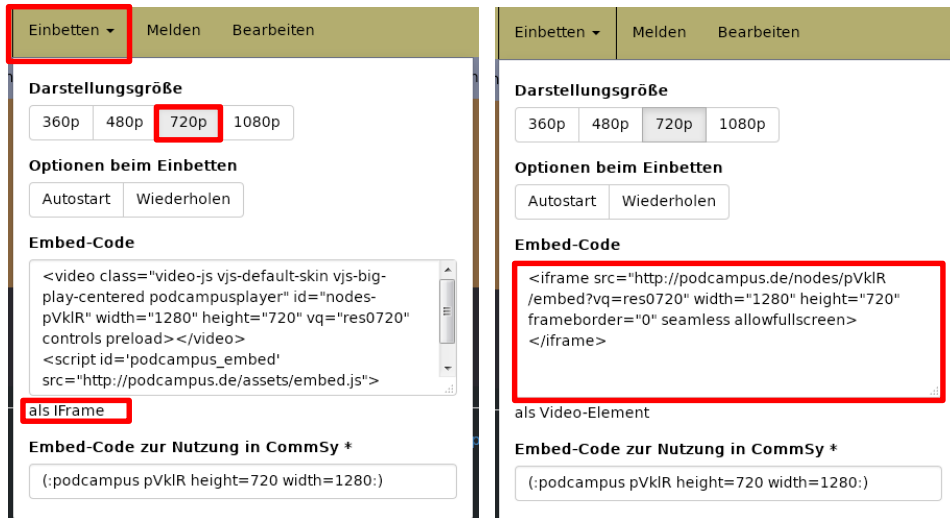 Einbetten Melden Bearbeiten
Darstellungsgröße
360p 480p 720p 1080p
Optionen beim Einbetten
Autostart Wiederholen
Embed-Code
<video class="video-js vjs-default-skin vjs-big-
play-centered podcampusplayer" id="nodes-
pVklR" width="1280" height="720" vq="res0720"
controls preload></video>
<script id='podcampus_embed'
src="http://podcampus.de/assets/embed.js">
als IFrame
Embed-Code zur Nutzung in CommSy *
(:podcampus pVklR height=720 width=1280:)
Einbetten Melden Bearbeiten
Darstellungsgröße
360p 480p 720p 1080p
Optionen beim Einbetten
Autostart Wiederholen
Embed-Code
<iframe src="http://podcampus.de/nodes/pVklR
/embed?vq=res0720" width="1280" height="720"
frameborder="0" seamless allowfullscreen>
</iframe>
als Video-Element
Embed-Code zur Nutzung in CommSy *
(:podcampus pVklR height=720 width=1280:)